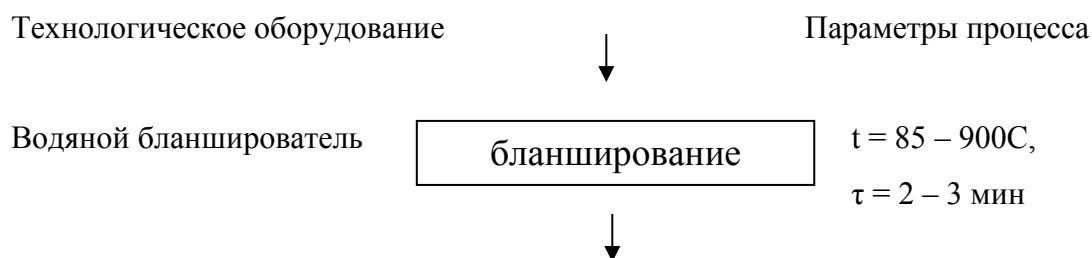 Технологическое оборудование Параметры процесса
Водяной бланширователь бланширование t = 85 – 900С,
τ = 2 – 3 мин